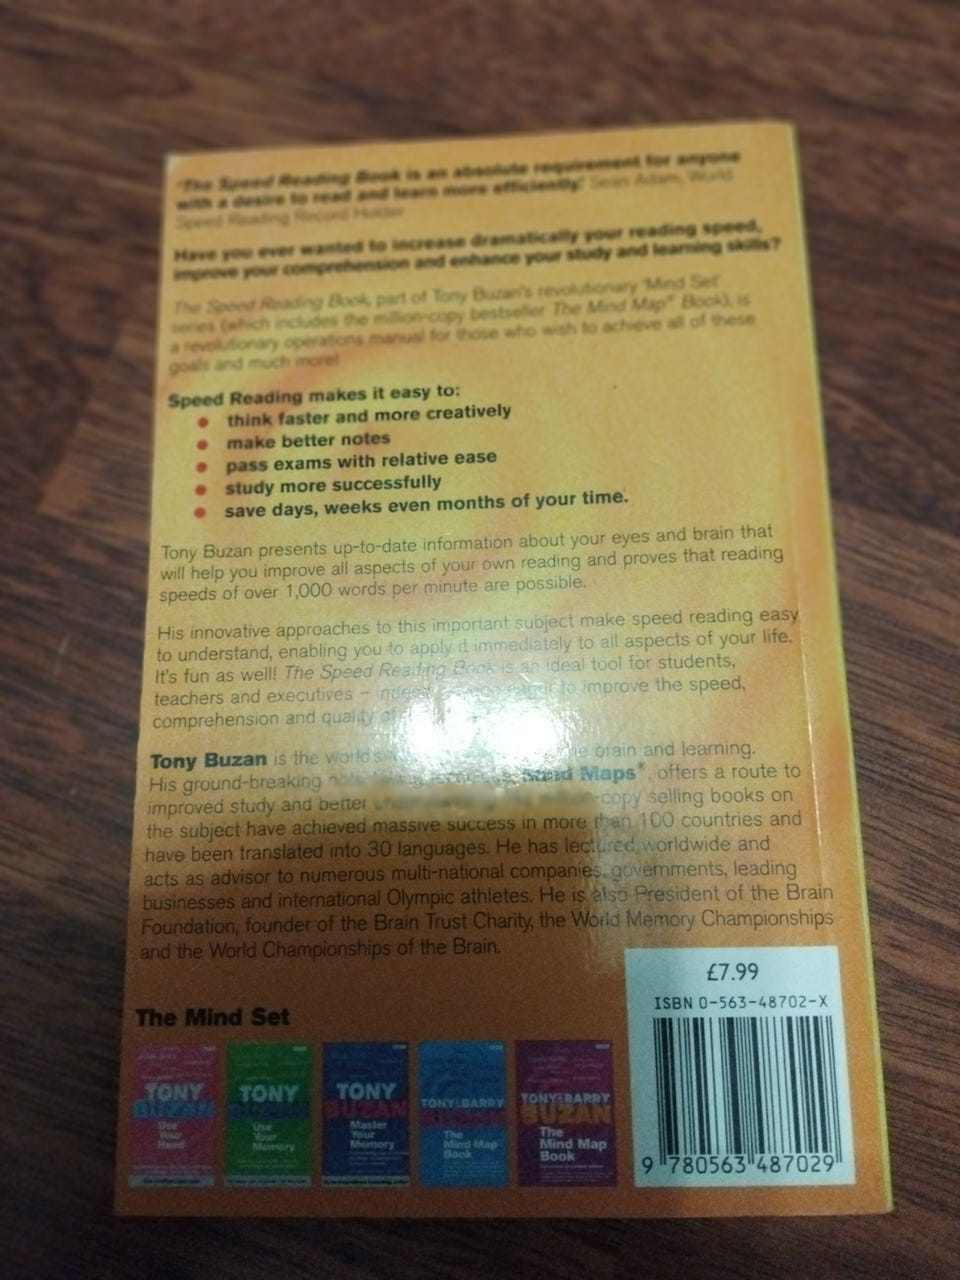 'The Speed Reading Book is an absolute requirement for anyone
with a desire to read and learn more efficiently.' Sean Adam, World
Speed Reading Record Holder
Have you ever wanted to increase dramatically your reading speed,
improve your comprehension and enhance your study and learning skills?
The Speed Reading Book, part of Tony Buzan's revolutionary 'Mind Set'
series (which includes the million-copy bestseller The Mind Map® Book), is
a revolutionary operations manual for those who wish to achieve all of these
goals and much more!
Speed Reading makes it easy to:
● think faster and more creatively
● make better notes
● pass exams with relative ease
● study more successfully
● save days, weeks even months of your time.
Tony Buzan presents up-to-date information about your eyes and brain that
will help you improve all aspects of your own reading and proves that reading
speeds of over 1,000 words per minute are possible.
His innovative approaches to this important subject make speed reading easy
to understand, enabling you to apply it immediately to all aspects of your life.
It's fun as well! The Speed Reading Book is an ideal tool for students,
teachers and executives – indeed to improve the speed,
comprehension and quality of
Tony Buzan is the world's brain and learning.
His ground-breaking Mind Maps®, offers a route to
improved study and better -copy selling books on
the subject have achieved massive success in more than 100 countries and
have been translated into 30 languages. He has lectured worldwide and
acts as advisor to numerous multi-national companies, governments, leading
businesses and international Olympic athletes. He is also President of the Brain
Foundation, founder of the Brain Trust Charity, the World Memory Championships
and the World Championships of the Brain.
£7.99
ISBN 0-563-48702-X
9 780563 487029
The Mind Set
TONY
BUZAN
Use
Your
Head
TONY
BUZAN
Use
Your
Memory
TONY
BUZAN
Master
Your
Memory
TONY&BARRY
BUZAN
The
Mind Map
Book
TONY&BARRY
BUZAN
The
Mind Map
Book